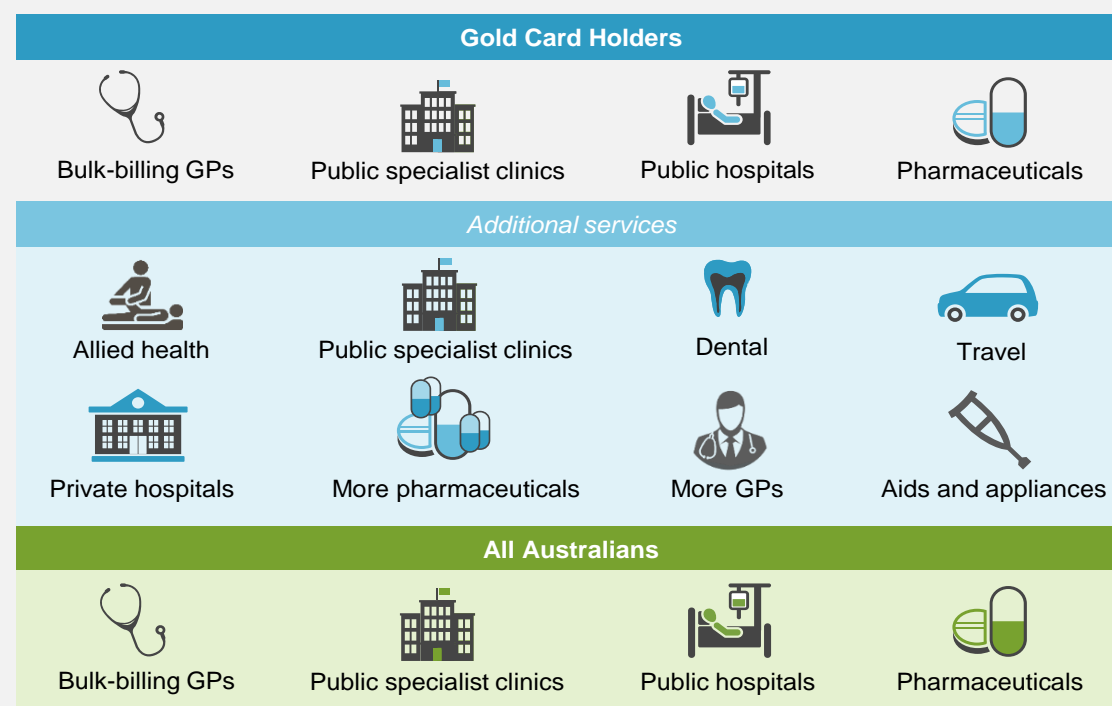 Gold Card Holders
Bulk-billing GPs
Public specialist clinics
Public hospitals
Pharmaceuticals
Additional services
Allied health
Public specialist clinics
Dental
Travel
Private hospitals
More pharmaceuticals
More GPs
Aids and appliances
All Australians
Bulk-billing GPs
Public specialist clinics
Public hospitals
Pharmaceuticals